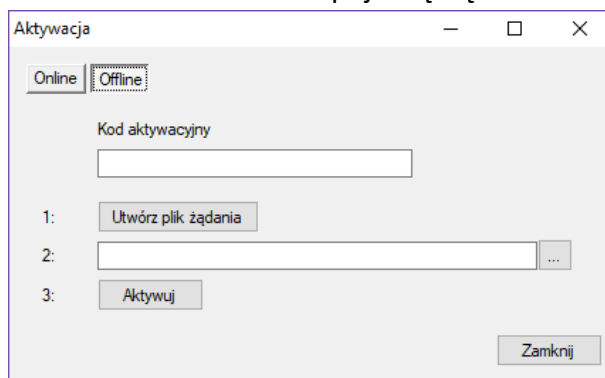 Aktywacja
Online Offline
Kod aktywacyjny
1: Utwórz plik żądania
2: ...
3: Aktywuj
Zamknij